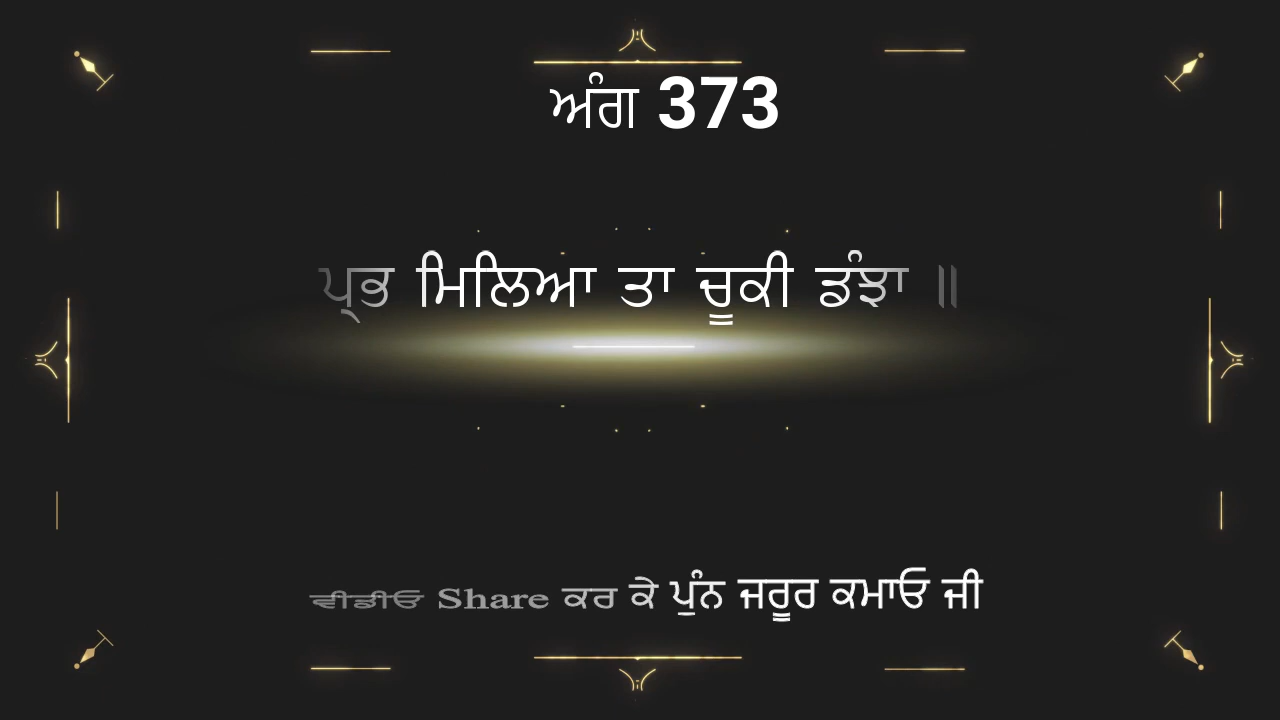 ਅੰਗ 373
ਪ੍ਰਭ ਮਿਲਿਆ ਤਾ ਚੂਕੀ ਡੰਝਾ ॥
ਵੀਡੀਓ Share ਕਰ ਕੇ ਪੁੰਨ ਜਰੂਰ ਕਮਾਓ ਜੀ